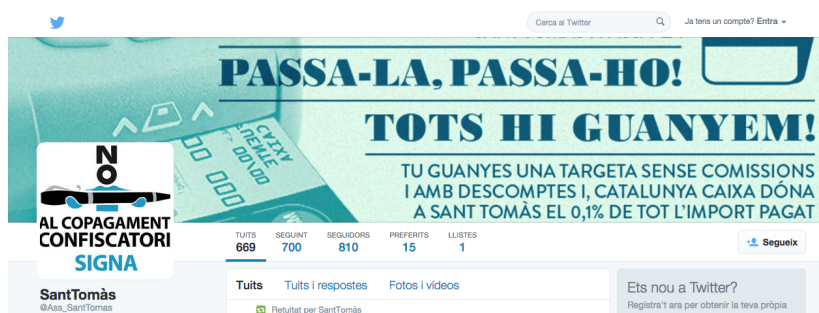 Cerca al Twitter
Ja tens un compte? Entra
PASSA-LA, PASSA-HO!
TOTS HI GUANYEM!
TU GUANYES UNA TARGETA SENSE COMISSIONS
I AMB DESCOMPTES I, CATALUNYA CAIXA DÓNA
A SANT TOMÀS EL 0,1% DE TOT L'IMPORT PAGAT
CAIXA
NO
AL COPAGAMENT
CONFISCATORI
SIGNA
TUITS SEGUINT SEGUIDORS PREFERITS LLISTES
669 700 810 15 1
Segueix
SantTomàs
@Ass_SantTomas
Tuits Tuits i respostes Fotos i vídeos
Retuitat per SantTomàs
Ets nou a Twitter?
Registra't ara per obtenir la teva pròpia